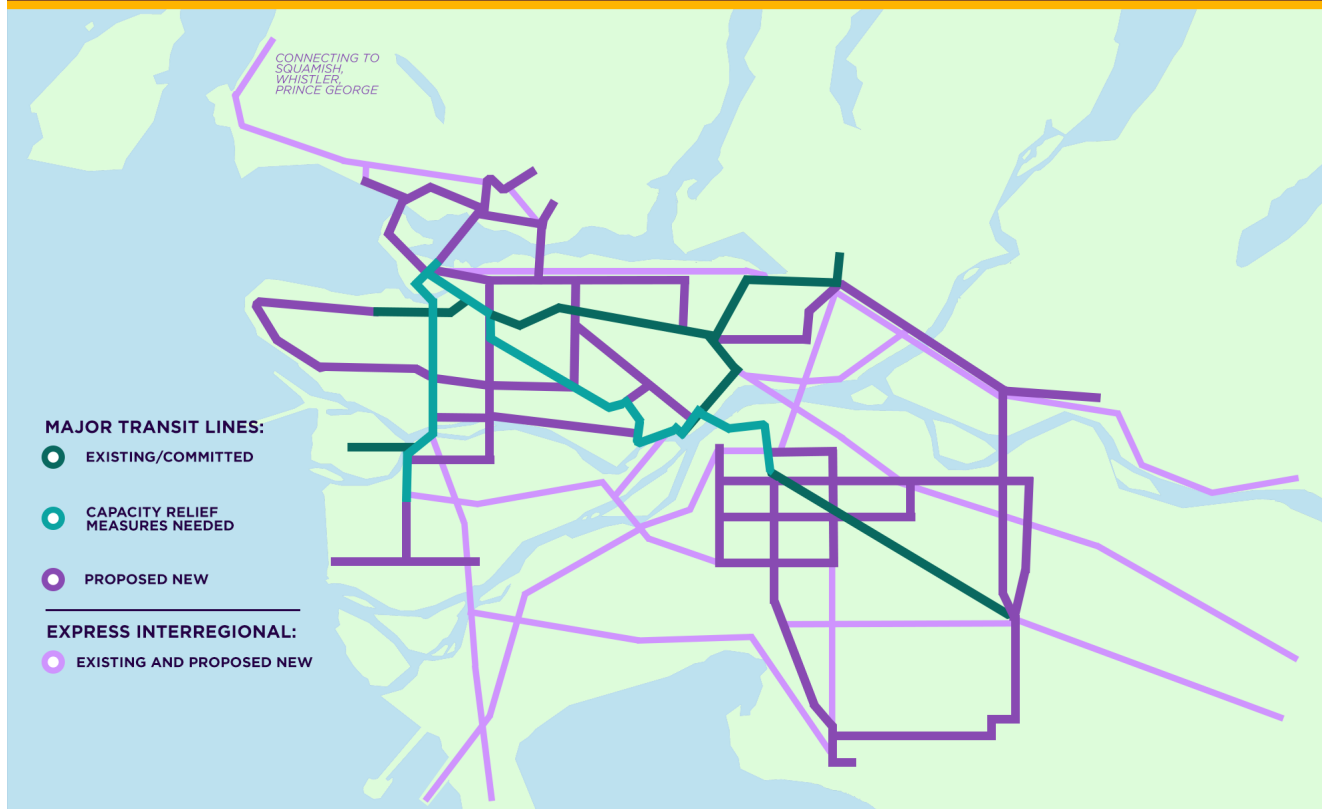 CONNECTING TO
SQUAMISH,
WHISTLER,
PRINCE GEORGE
MAJOR TRANSIT LINES:
EXISTING/COMMITTED
CAPACITY RELIEF
MEASURES NEEDED
PROPOSED NEW
EXPRESS INTERREGIONAL:
EXISTING AND PROPOSED NEW